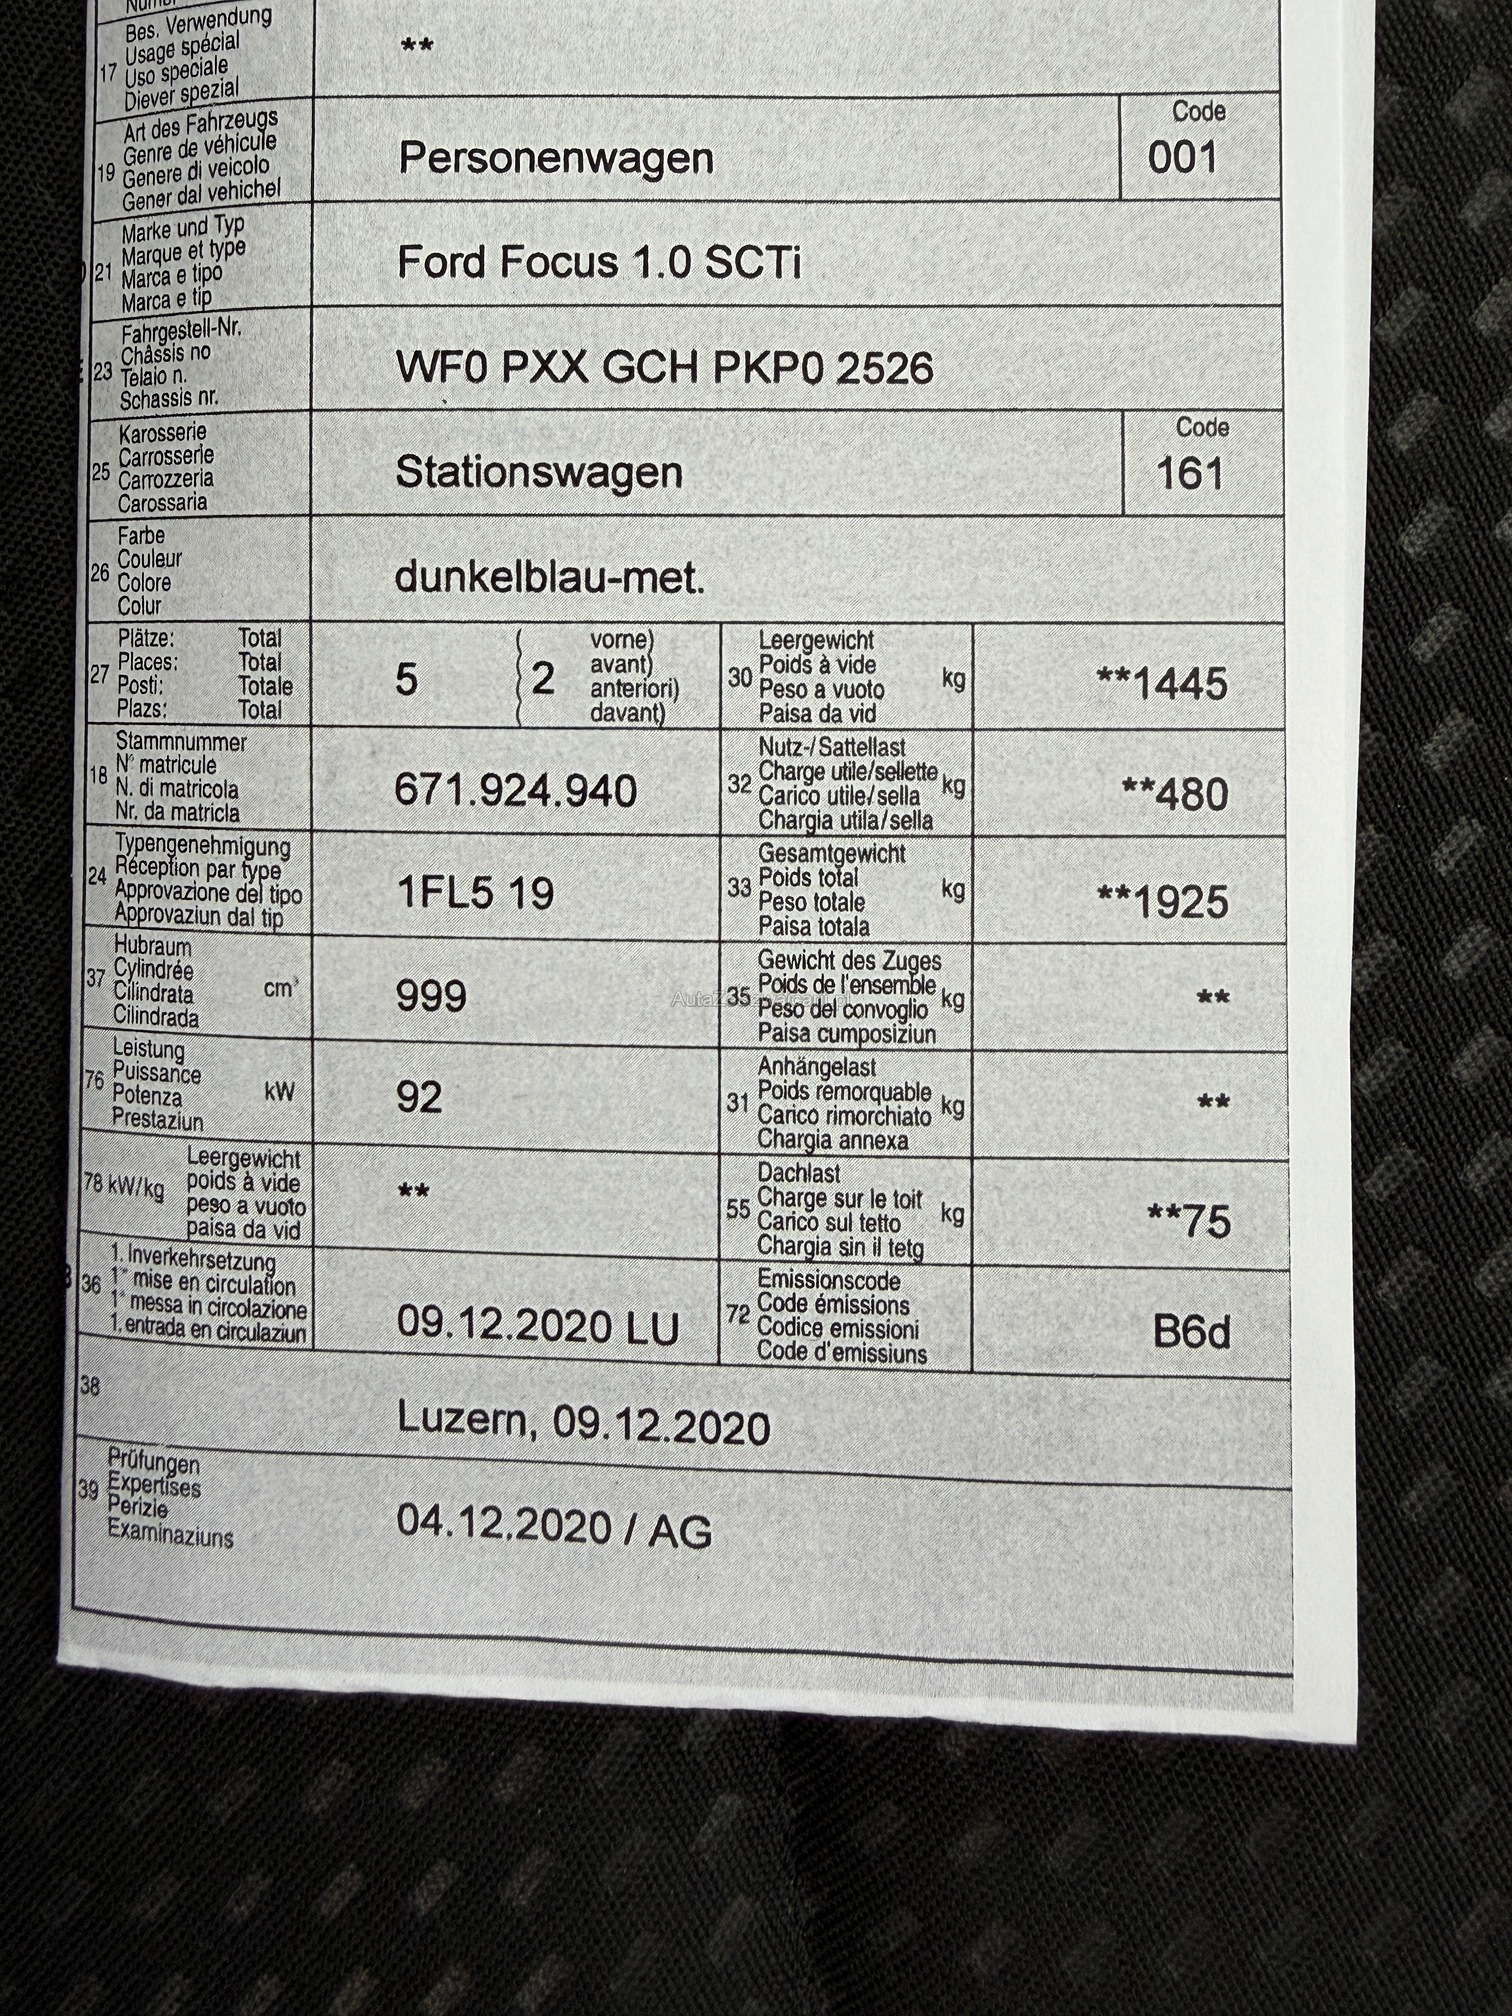 Bes. Verwendung
Usage spécial
17 Uso speciale
Diever spezial
**
Art des Fahrzeugs
Genre de véhicule
19 Genere di veicolo
Gener dal vehichel
Personenwagen
Code
001
Marke und Typ
Marque et type
21 Marca e tipo
Marca e tip
Ford Focus 1.0 SCTi
Fahrgestell-Nr.
Châssis no
23 Telaio n.
Schassis nr.
WF0 PXX GCH PKP0 2526
Karosserie
Carrosserie
25 Carrozzeria
Carossaria
Stationswagen
Code
161
Farbe
Couleur
26 Colore
Colur
dunkelblau-met.
Plätze: Total
Places: Total
27 Posti: Totale
Plazs: Total
5 2
vorne)
avant)
anteriori)
davant)
Leergewicht
Poids à vide
30 Peso a vuoto kg
Paisa da vid
**1445
Stammnummer
N° matricule
18 N. di matricola
Nr. da matricla
671.924.940
Nutz-/Sattellast
Charge utile/sellette
32 Carico utile/sella kg
Chargia utila/sella
**480
Typengenehmigung
24 Réception par type
Approvazione del tipo
Approvaziun dal tip
1FL5 19
Gesamtgewicht
Poids total
33 Peso totale kg
Paisa totala
**1925
Hubraum
Cylindrée
37 Cilindrata cm³
Cilindrada
999
Gewicht des Zuges
Poids de l'ensemble
35 Peso del convoglio kg
Paisa cumposiziun
**
Leistung
Puissance
76 Potenza kW
Prestaziun
92
Anhängelast
Poids remorquable
31 Carico rimorchiato kg
Chargia annexa
**
Leergewicht
78 kW/kg poids à vide
peso a vuoto
paisa da vid
**
Dachlast
Charge sur le toit
55 Carico sul tetto kg
Chargia sin il tetg
**75
1. Inverkehrsetzung
36 1re mise en circulation
1a messa in circolazione
1. entrada en circulaziun
09.12.2020 LU
Emissionscode
Code émissions
72 Codice emissioni
Code d'emissiuns
B6d
38
Luzern, 09.12.2020
Prüfungen
39 Expertises
Perizie
Examinaziuns
04.12.2020 / AG